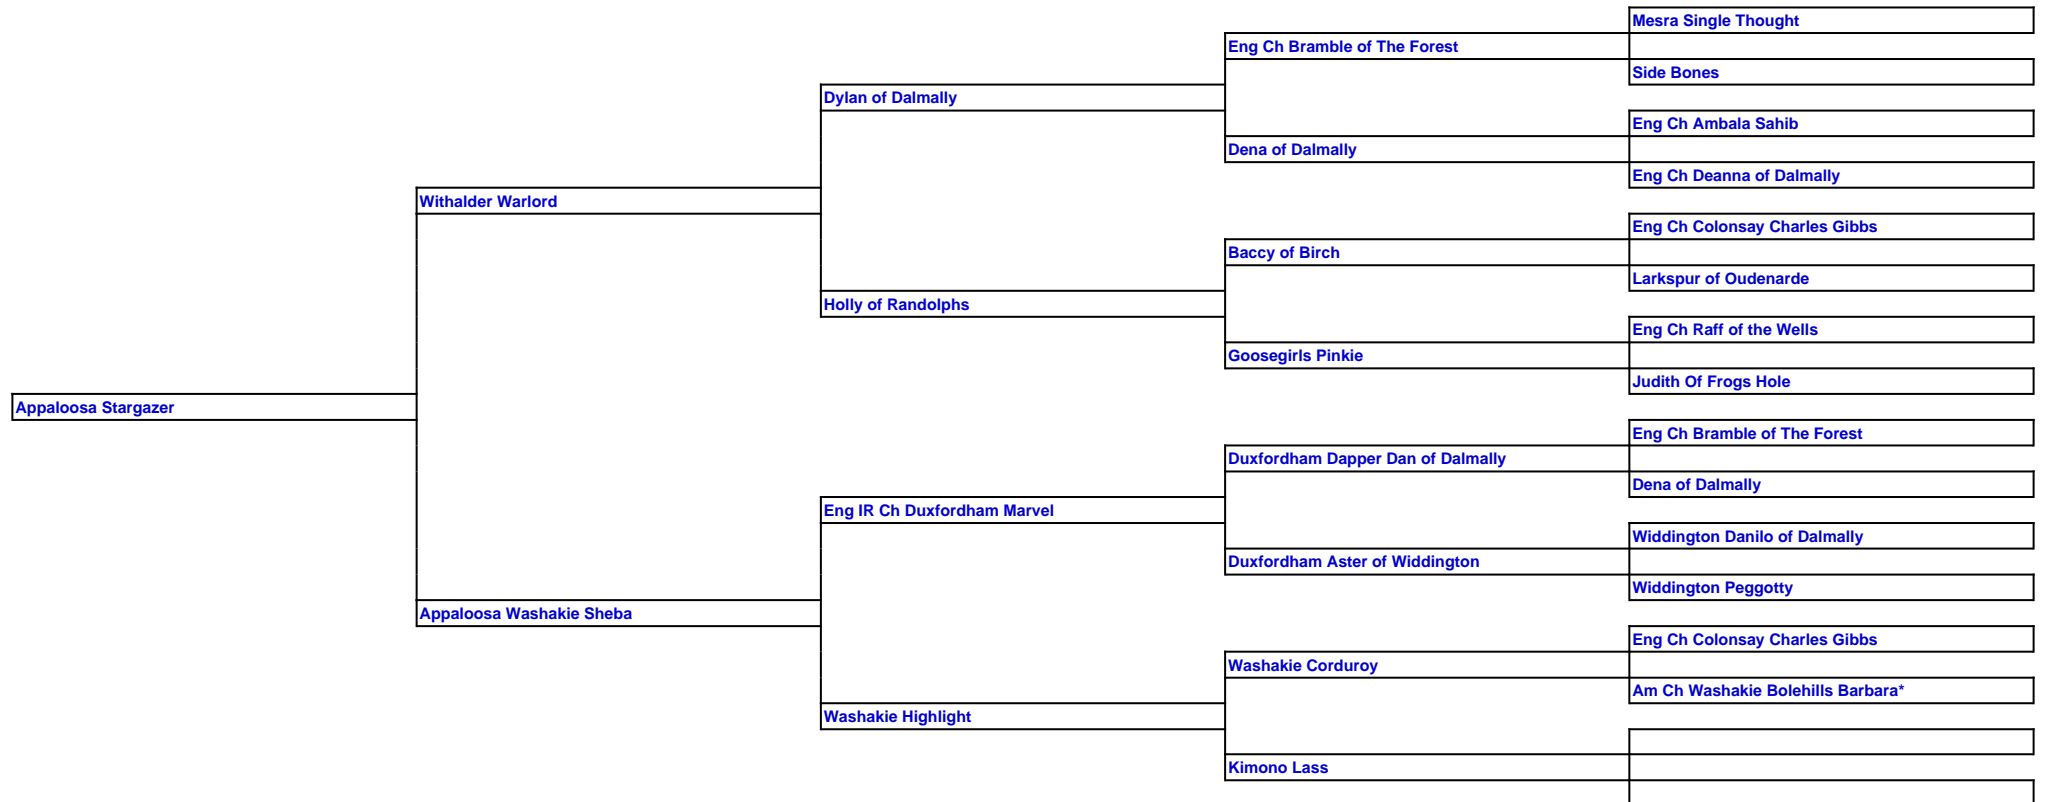 Mesra Single Thought
Eng Ch Bramble of The Forest
Side Bones
Dylan of Dalmally
Eng Ch Ambala Sahib
Dena of Dalmally
Eng Ch Deanna of Dalmally
Withalder Warlord
Eng Ch Colonsay Charles Gibbs
Baccy of Birch
Larkspur of Oudenarde
Holly of Randolphs
Eng Ch Raff of the Wells
Goosegirls Pinkie
Judith Of Frogs Hole
Appaloosa Stargazer
Eng Ch Bramble of The Forest
Duxfordham Dapper Dan of Dalmally
Dena of Dalmally
Eng IR Ch Duxfordham Marvel
Widdington Danilo of Dalmally
Duxfordham Aster of Widdington
Widdington Peggotty
Appaloosa Washakie Sheba
Eng Ch Colonsay Charles Gibbs
Washakie Corduroy
Am Ch Washakie Bolehills Barbara*
Washakie Highlight
Kimono Lass